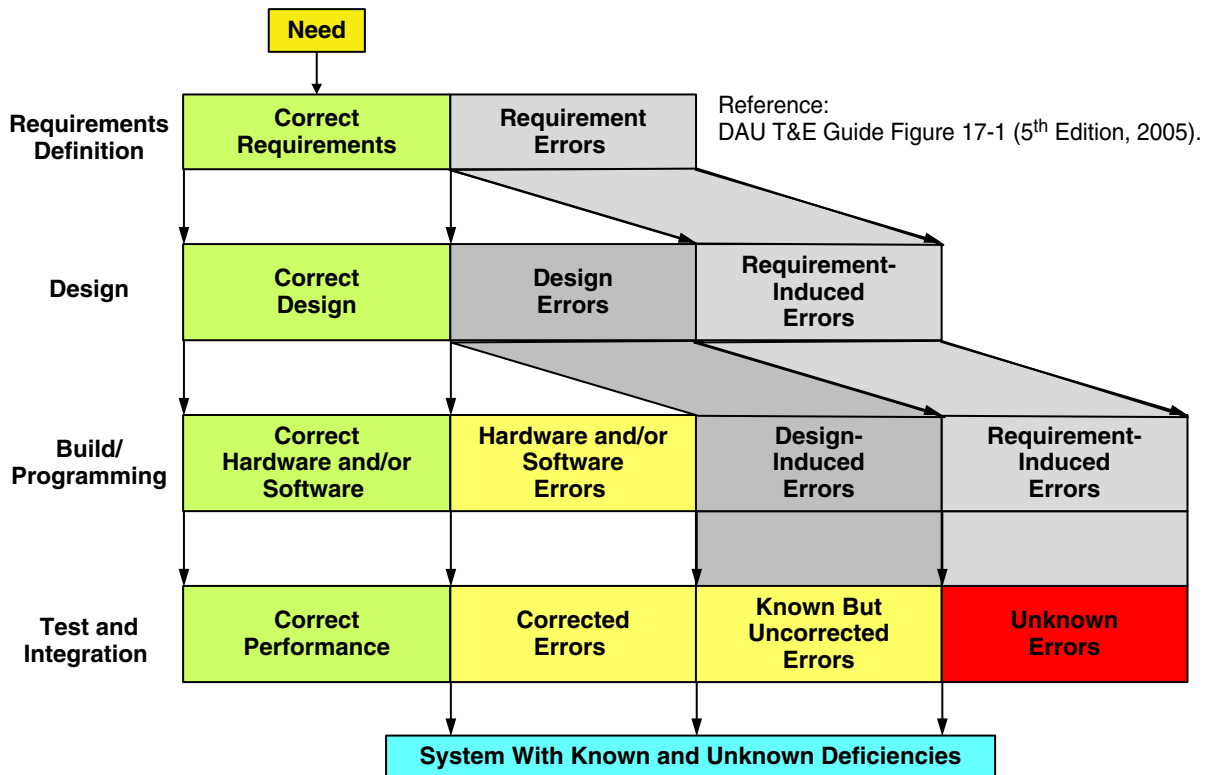 Need
Requirements
Definition
Correct
Requirements
Requirement
Errors
Reference:
DAU T&E Guide Figure 17-1 (5th Edition, 2005).
Design
Correct
Design
Design
Errors
Requirement-
Induced
Errors
Build/
Programming
Correct
Hardware and/or
Software
Hardware and/or
Software
Errors
Design-
Induced
Errors
Requirement-
Induced
Errors
Test and
Integration
Correct
Performance
Corrected
Errors
Known But
Uncorrected
Errors
Unknown
Errors
System With Known and Unknown Deficiencies